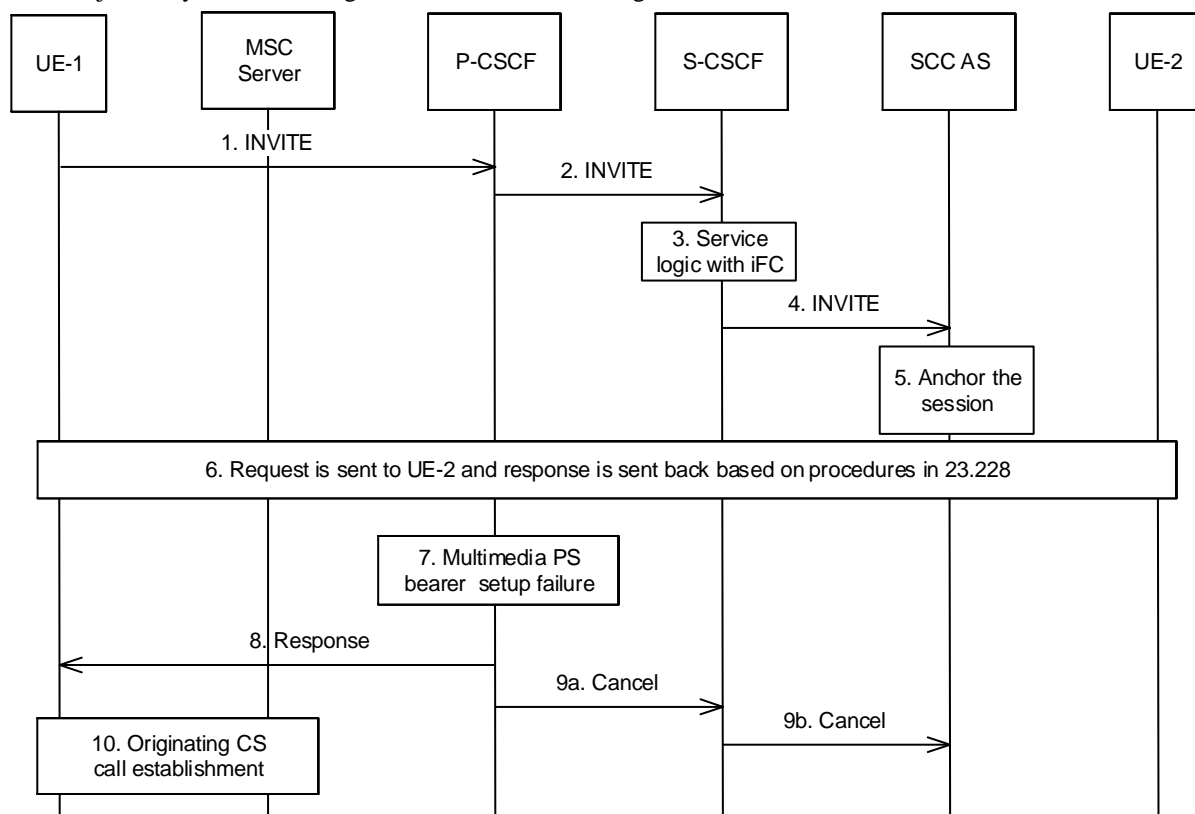 UE-1
MSC
Server
P-CSCF
S-CSCF
SCC AS
UE-2
1. INVITE
2. INVITE
3. Service
logic with iFC
4. INVITE
5. Anchor the
session
6. Request is sent to UE-2 and response is sent back based on procedures in 23.228
7. Multimedia PS
bearer setup failure
8. Response
9a. Cancel
9b. Cancel
10. Originating CS
call establishment